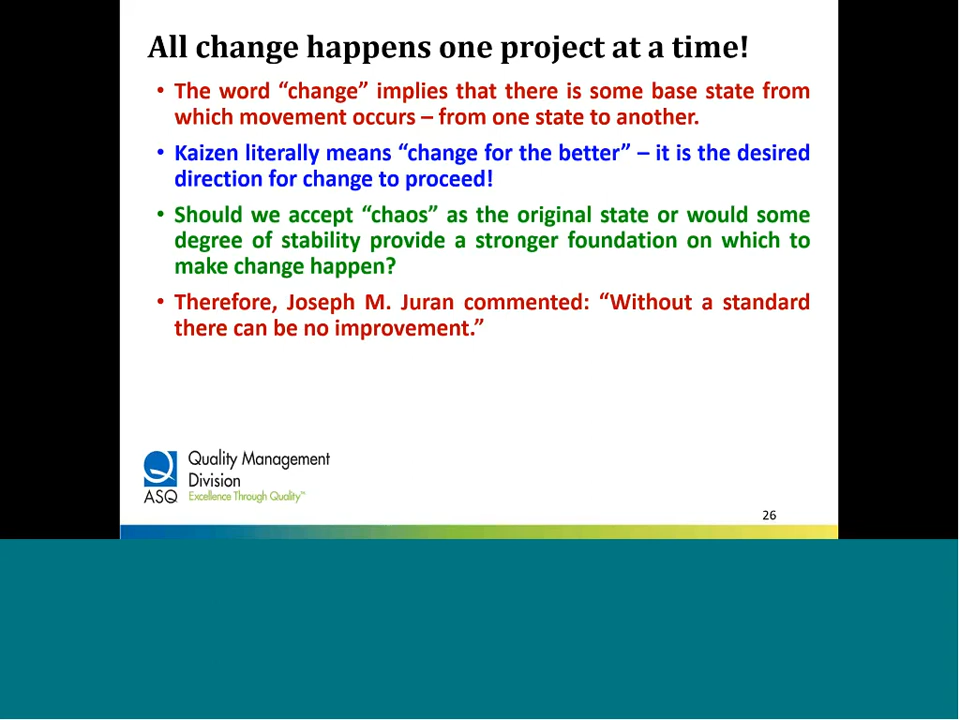 All change happens one project at a time!
• The word “change” implies that there is some base state from
which movement occurs – from one state to another.
• Kaizen literally means “change for the better” – it is the desired
direction for change to proceed!
• Should we accept “chaos” as the original state or would some
degree of stability provide a stronger foundation on which to
make change happen?
• Therefore, Joseph M. Juran commented: “Without a standard
there can be no improvement.”
Quality Management
Division
ASQ Excellence Through Quality™
26